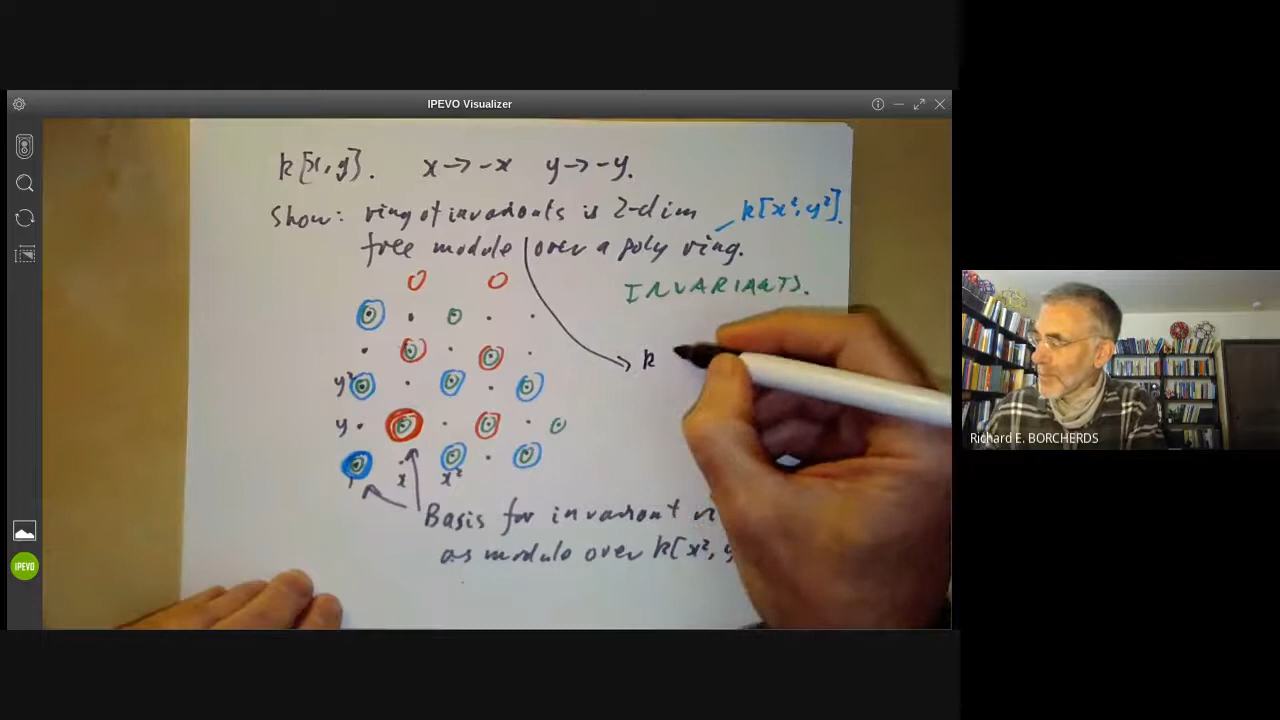 IPEVO Visualizer
k[x,y]. x→-x y→-y.
Show: ring of invariants is 2-dim
free module over a poly ring.
k[x²,y²].
INVARIANTS.
k
y²
y
1 x x²
Basis for invariant
as module over k[x², y
IPEVO
Richard E. BORCHERDS